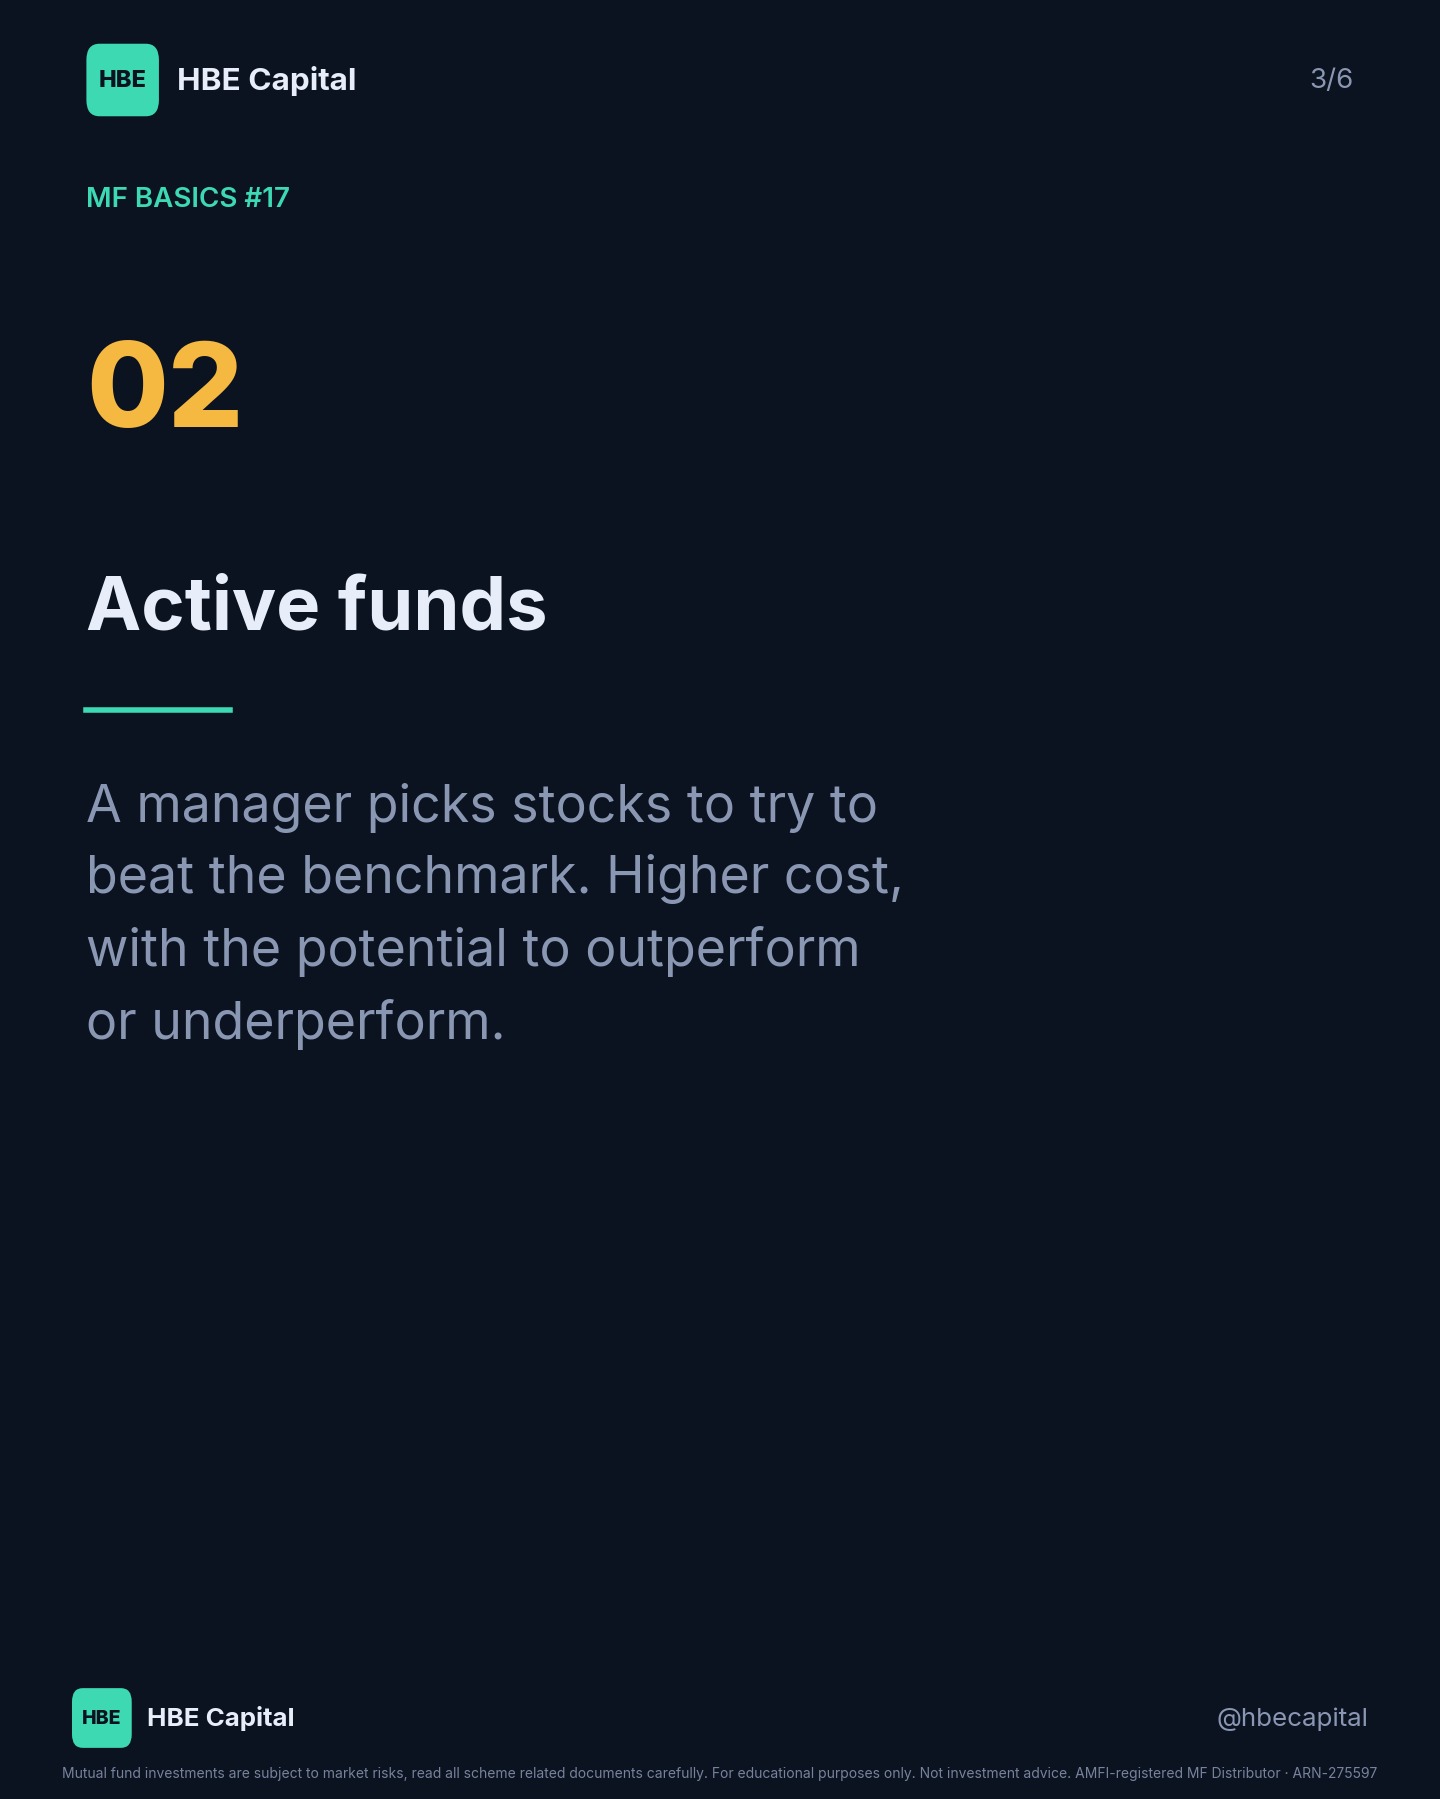 HBE HBE Capital 3/6
MF BASICS #17
02
Active funds
A manager picks stocks to try to
beat the benchmark. Higher cost,
with the potential to outperform
or underperform.
HBE HBE Capital @hbecapital
Mutual fund investments are subject to market risks, read all scheme related documents carefully. For educational purposes only. Not investment advice. AMFI-registered MF Distributor · ARN-275597